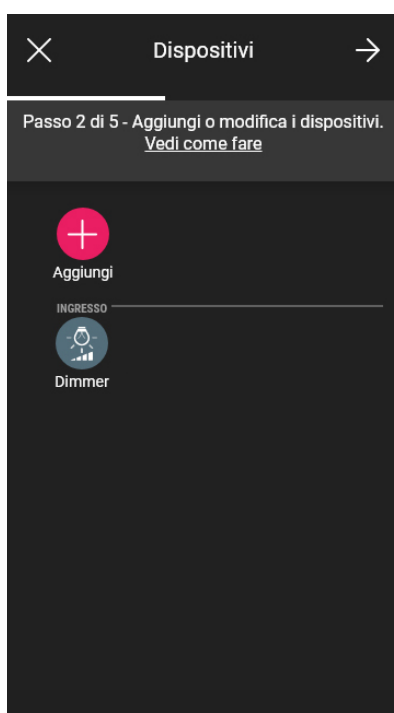 Dispositivi
Passo 2 di 5 - Aggiungi o modifica i dispositivi.
Vedi come fare
Aggiungi
INGRESSO
Dimmer